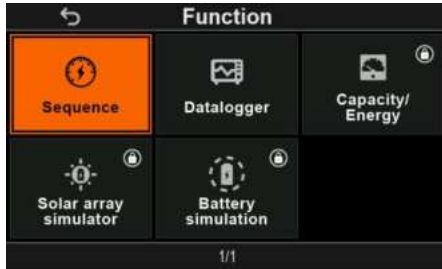 Function
Sequence
Datalogger
Capacity/
Energy
Solar array
simulator
Battery
simulation
1/1